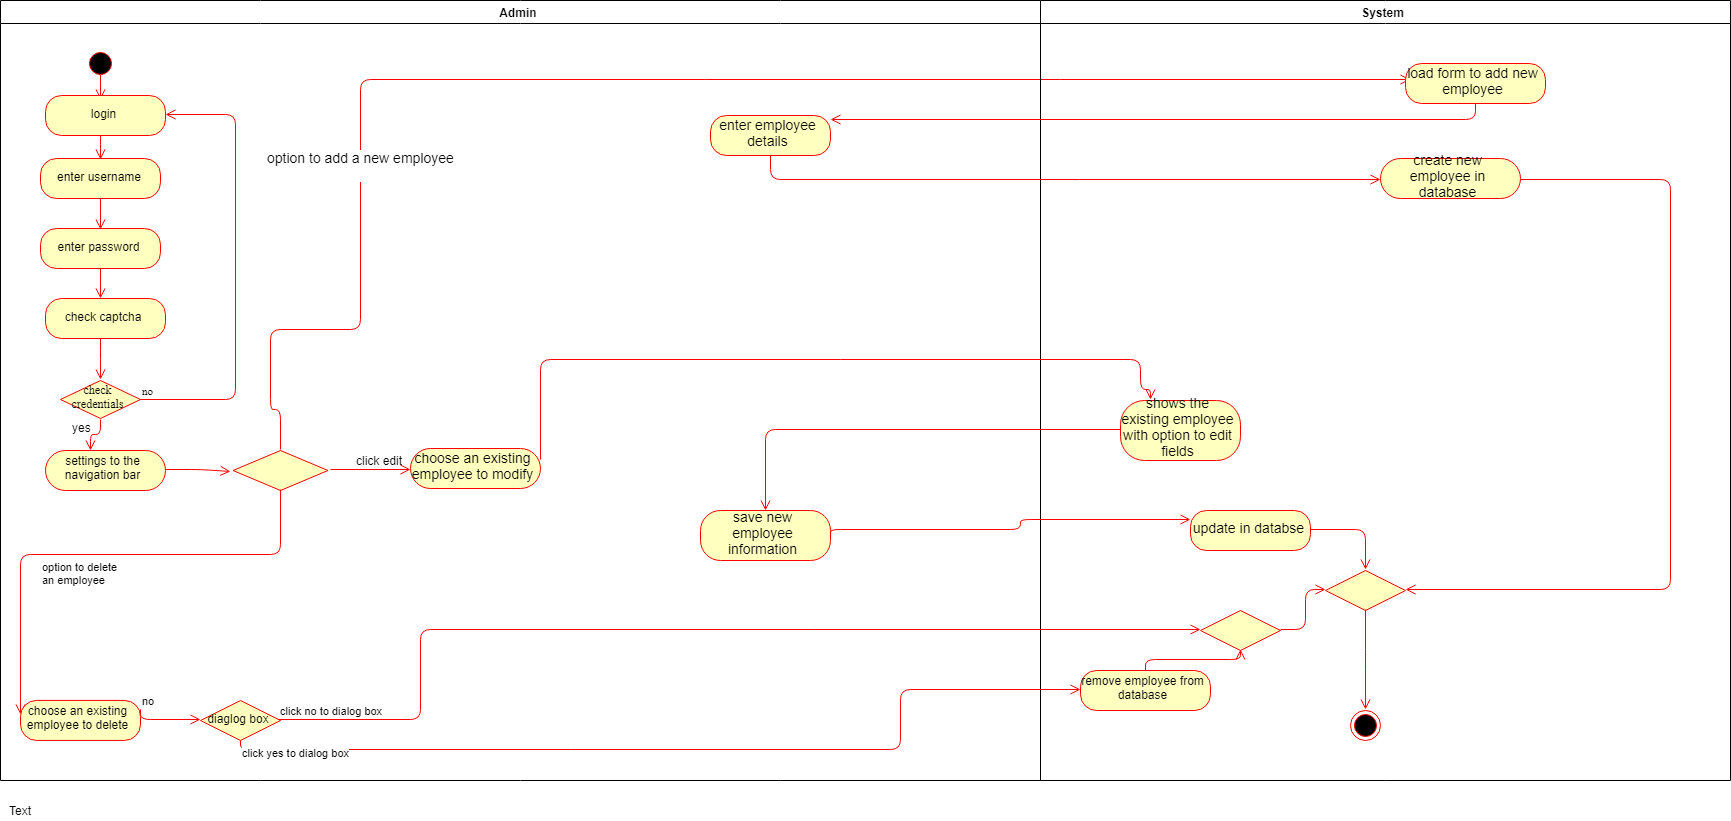 Admin
System
login
enter username
enter password
check captcha
check
credentials
no
yes
settings to the
navigation bar
option to add a new employee
load form to add new
employee
enter employee
details
create new
employee in
database
click edit
choose an existing
employee to modify
shows the
existing employee
with option to edit
fields
save new
employee
information
update in databse
option to delete
an employee
choose an existing
employee to delete
no
diaglog box
click no to dialog box
click yes to dialog box
remove employee from
database
Text